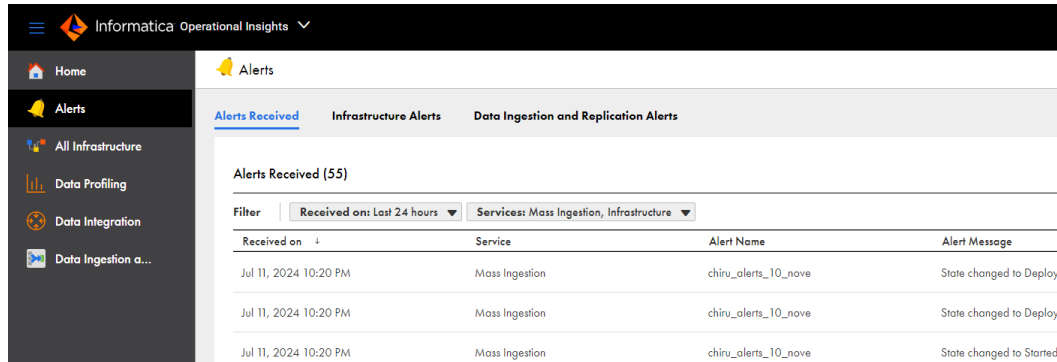 Informatica Operational Insights
Home
Alerts
All Infrastructure
Data Profiling
Data Integration
Data Ingestion a...
Alerts
Alerts Received Infrastructure Alerts Data Ingestion and Replication Alerts
Alerts Received (55)
Filter Received on: Last 24 hours Services: Mass Ingestion, Infrastructure
Received on ↓ Service Alert Name Alert Message
Jul 11, 2024 10:20 PM Mass Ingestion chiru_alerts_10_nove State changed to Deploy
Jul 11, 2024 10:20 PM Mass Ingestion chiru_alerts_10_nove State changed to Deploy
Jul 11, 2024 10:20 PM Mass Ingestion chiru_alerts_10_nove State changed to Started